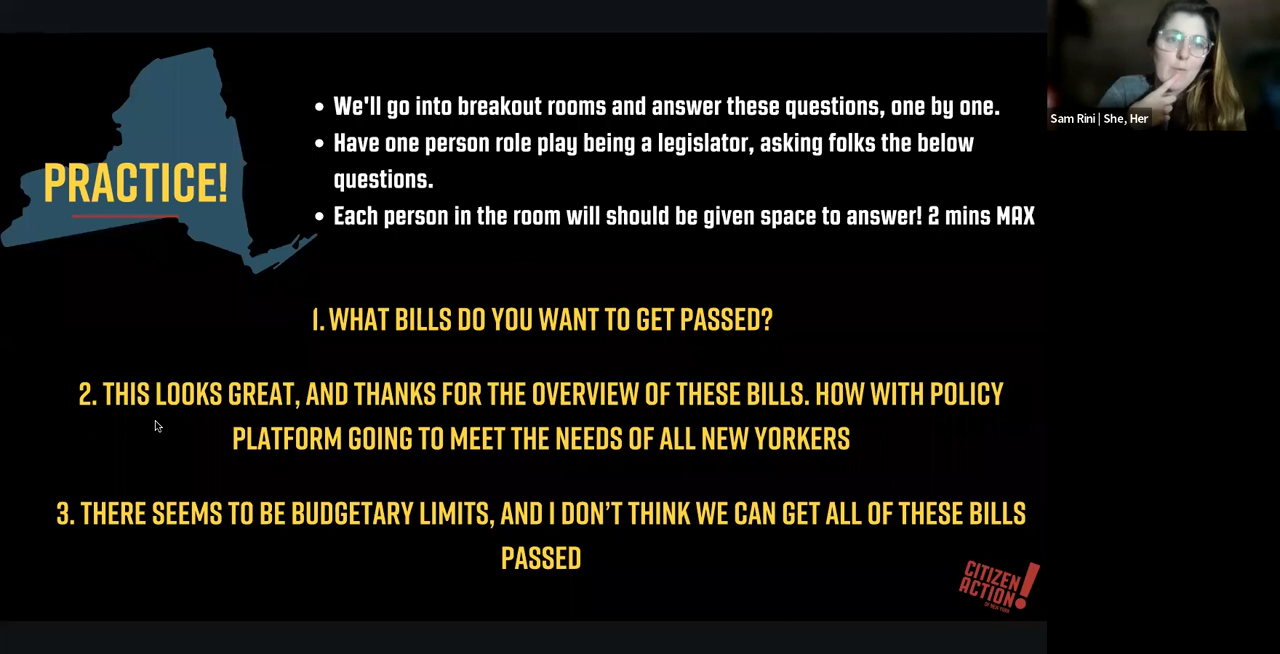 PRACTICE!
• We'll go into breakout rooms and answer these questions, one by one.
• Have one person role play being a legislator, asking folks the below
questions.
• Each person in the room will should be given space to answer! 2 mins MAX
1. WHAT BILLS DO YOU WANT TO GET PASSED?
2. THIS LOOKS GREAT, AND THANKS FOR THE OVERVIEW OF THESE BILLS. HOW WITH POLICY
PLATFORM GOING TO MEET THE NEEDS OF ALL NEW YORKERS
3. THERE SEEMS TO BE BUDGETARY LIMITS, AND I DON'T THINK WE CAN GET ALL OF THESE BILLS
PASSED
CITIZEN
ACTION!
OF NEW YORK
Sam Rini | She, Her